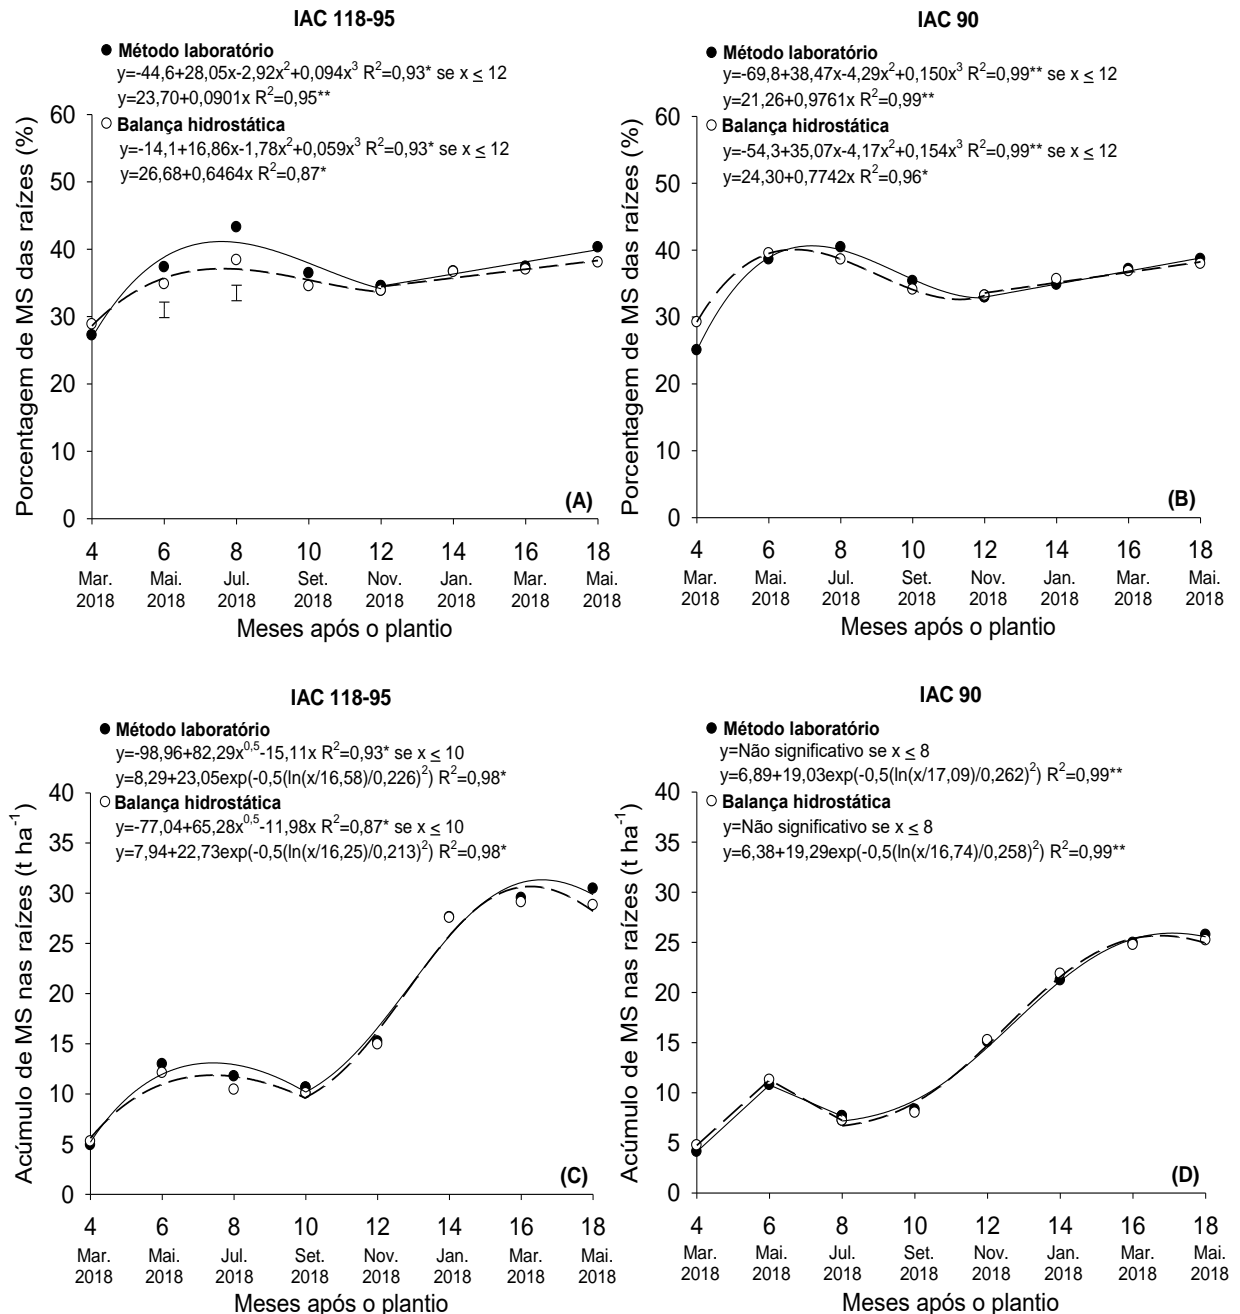 IAC 118-95
● Método laboratório
y=-44,6+28,05x-2,92x²+0,094x³ R²=0,93* se x ≤ 12
y=23,70+0,0901x R²=0,95**
○ Balança hidrostática
y=-14,1+16,86x-1,78x²+0,059x³ R²=0,93* se x ≤ 12
y=26,68+0,6464x R²=0,87*
Porcentagem de MS das raízes (%)
60
50
40
30
20
10
0
(A)
4 6 8 10 12 14 16 18
Mar. Mai. Jul. Set. Nov. Jan. Mar. Mai.
2018 2018 2018 2018 2018 2018 2018 2018
Meses após o plantio
IAC 90
● Método laboratório
y=-69,8+38,47x-4,29x²+0,150x³ R²=0,99** se x ≤ 12
y=21,26+0,9761x R²=0,99**
○ Balança hidrostática
y=-54,3+35,07x-4,17x²+0,154x³ R²=0,99** se x ≤ 12
y=24,30+0,7742x R²=0,96*
Porcentagem de MS das raízes (%)
60
50
40
30
20
10
0
(B)
4 6 8 10 12 14 16 18
Mar. Mai. Jul. Set. Nov. Jan. Mar. Mai.
2018 2018 2018 2018 2018 2018 2018 2018
Meses após o plantio
IAC 118-95
● Método laboratório
y=-98,96+82,29x^0,5-15,11x R²=0,93* se x ≤ 10
y=8,29+23,05exp(-0,5(ln(x/16,58)/0,226)²) R²=0,98*
○ Balança hidrostática
y=-77,04+65,28x^0,5-11,98x R²=0,87* se x ≤ 10
y=7,94+22,73exp(-0,5(ln(x/16,25)/0,213)²) R²=0,98*
Acúmulo de MS nas raízes (t ha⁻¹)
40
35
30
25
20
15
10
5
0
(C)
4 6 8 10 12 14 16 18
Mar. Mai. Jul. Set. Nov. Jan. Mar. Mai.
2018 2018 2018 2018 2018 2018 2018 2018
Meses após o plantio
IAC 90
● Método laboratório
y=Não significativo se x ≤ 8
y=6,89+19,03exp(-0,5(ln(x/17,09)/0,262)²) R²=0,99**
○ Balança hidrostática
y=Não significativo se x ≤ 8
y=6,38+19,29exp(-0,5(ln(x/16,74)/0,258)²) R²=0,99**
Acúmulo de MS nas raízes (t ha⁻¹)
40
35
30
25
20
15
10
5
0
(D)
4 6 8 10 12 14 16 18
Mar. Mai. Jul. Set. Nov. Jan. Mar. Mai.
2018 2018 2018 2018 2018 2018 2018 2018
Meses após o plantio